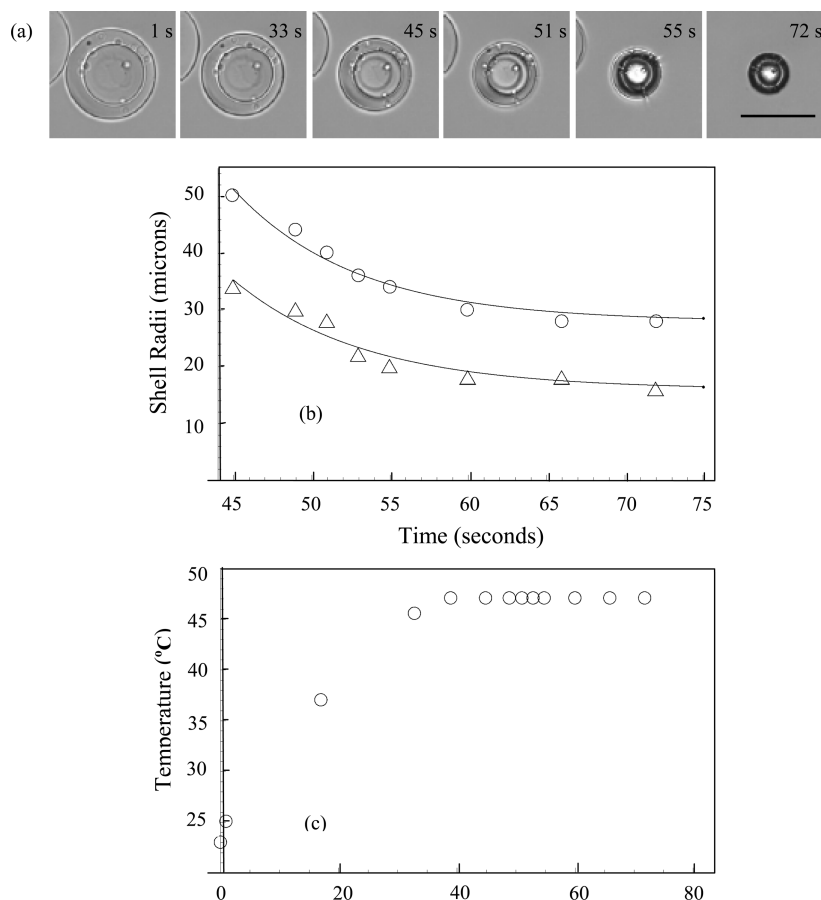 (a)
1 s
33 s
45 s
51 s
55 s
72 s
50
40
30
20
10
Shell Radii (microns)
(b)
45 50 55 60 65 70 75
Time (seconds)
50
45
40
35
30
25
Temperature (ºC)
(c)
0 20 40 60 80